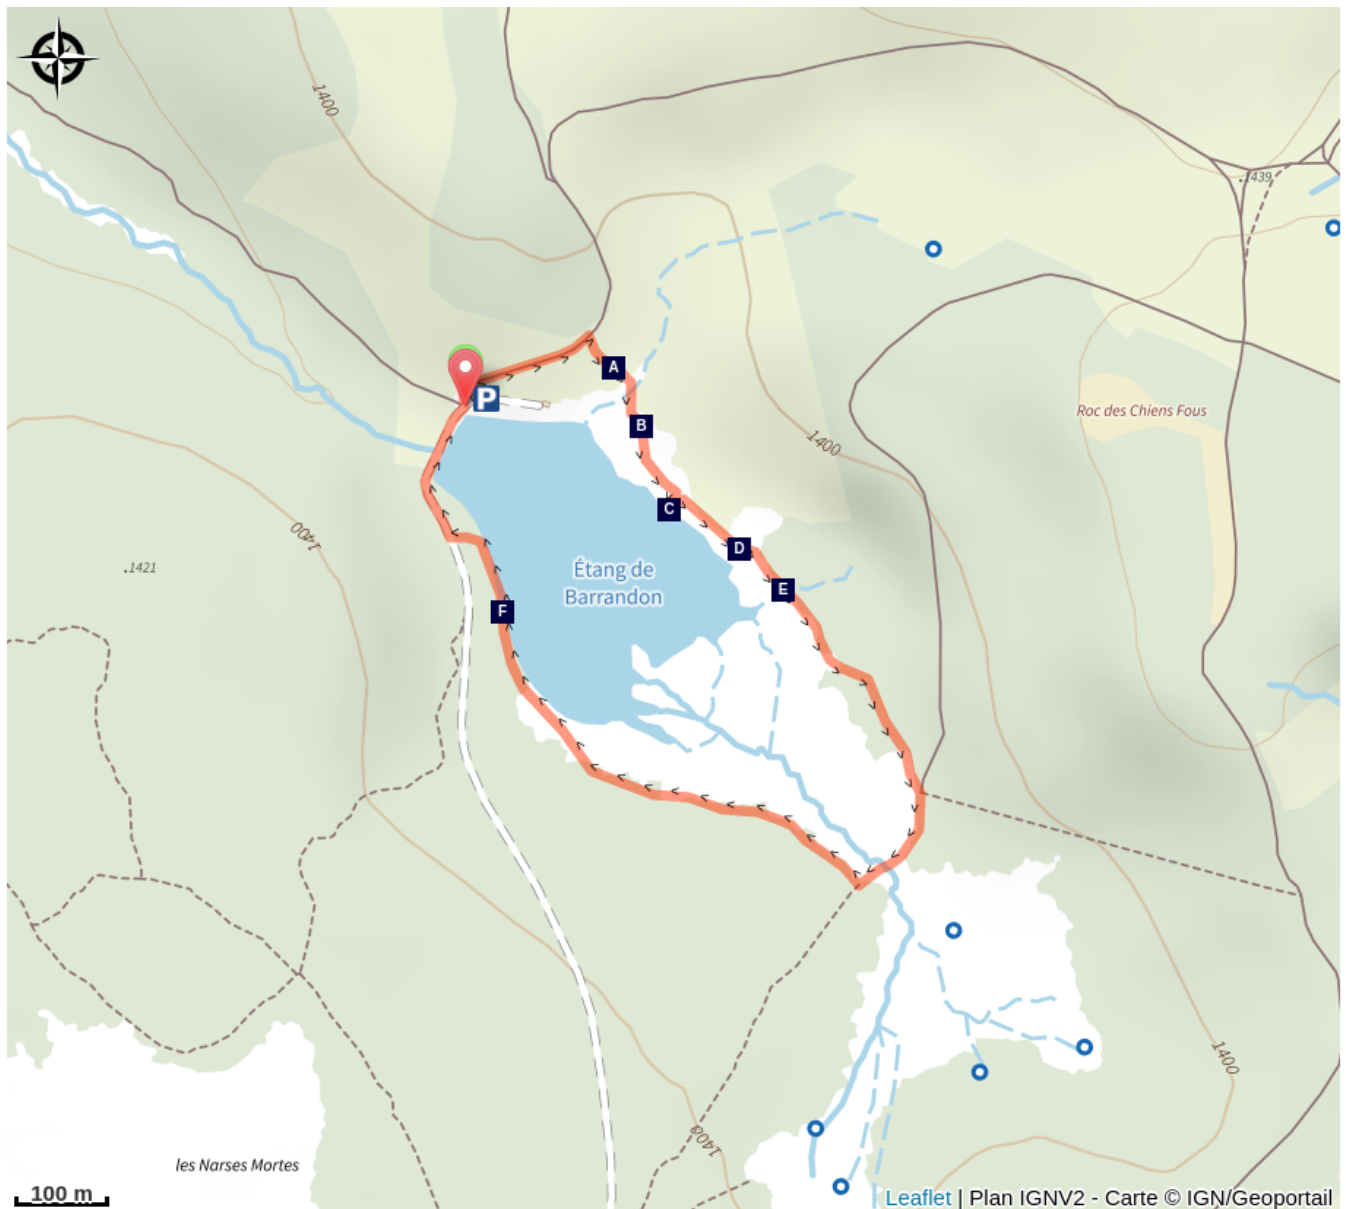 1400
.1439
P
A
B
Roc des Chiens Fous
1400
C
1400
D
.1421
Étang de
Barrandon
E
F
1400
1400
les Narses Mortes
100 m
Leaflet | Plan IGNV2 - Carte © IGN/Geoportail